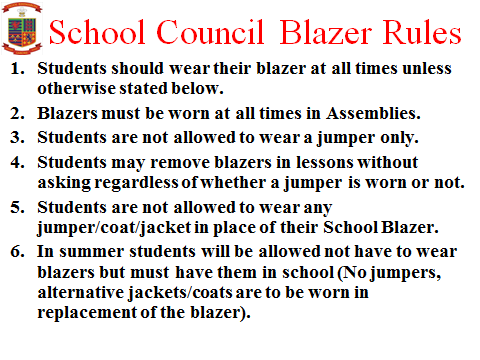 School Council Blazer Rules
1. Students should wear their blazer at all times unless
otherwise stated below.
2. Blazers must be worn at all times in Assemblies.
3. Students are not allowed to wear a jumper only.
4. Students may remove blazers in lessons without
asking regardless of whether a jumper is worn or not.
5. Students are not allowed to wear any
jumper/coat/jacket in place of their School Blazer.
6. In summer students will be allowed not have to wear
blazers but must have them in school (No jumpers,
alternative jackets/coats are to be worn in
replacement of the blazer).